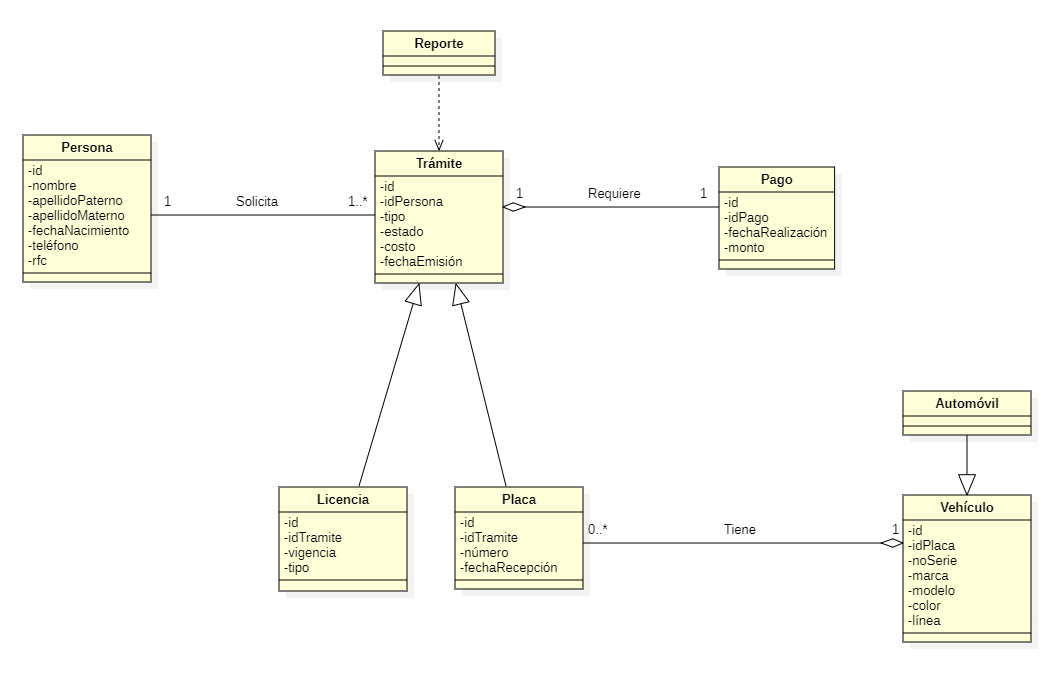 Reporte
Persona
-id
-nombre
-apellidoPaterno
-apellidoMaterno
-fechaNacimiento
-teléfono
-rfc
1
Solicita
1..*
Trámite
-id
-idPersona
-tipo
-estado
-costo
-fechaEmisión
1
Requiere
1
Pago
-id
-idPago
-fechaRealización
-monto
Licencia
-id
-idTramite
-vigencia
-tipo
Placa
-id
-idTramite
-número
-fechaRecepción
0..*
Tiene
1
Automóvil
Vehículo
-id
-idPlaca
-noSerie
-marca
-modelo
-color
-línea